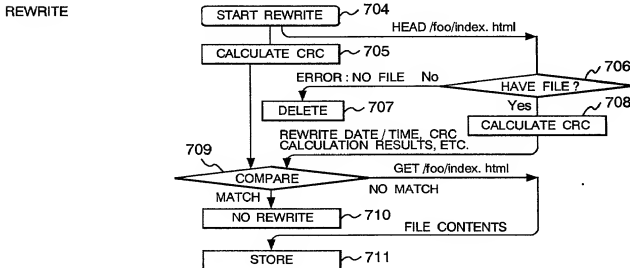 REWRITE
START REWRITE 704
HEAD /foo/index. html
CALCULATE CRC 705
706
ERROR : NO FILE No
HAVE FILE ?
DELETE 707
Yes 708
CALCULATE CRC
REWRITE DATE / TIME, CRC
CALCULATION RESULTS, ETC.
709
GET /foo/index. html
COMPARE
NO MATCH
MATCH
NO REWRITE 710
FILE CONTENTS
STORE 711